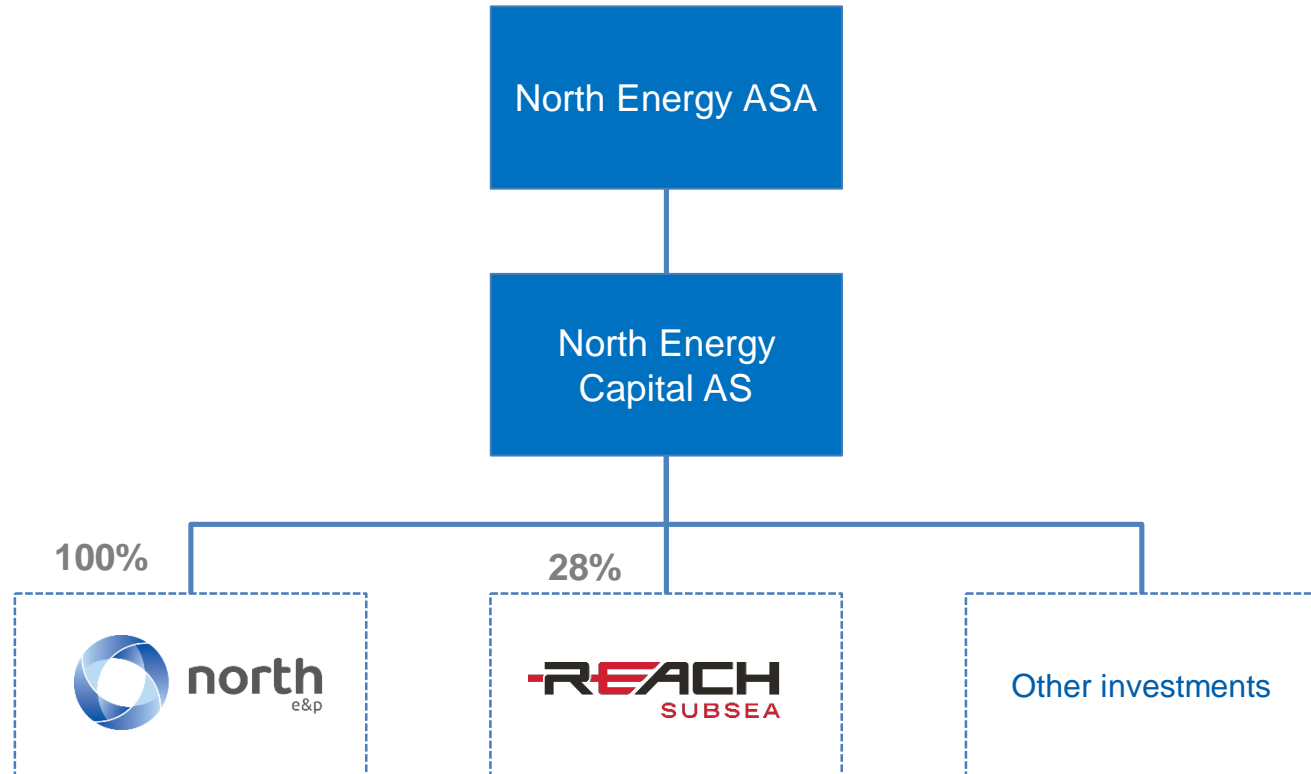 North Energy ASA
North Energy
Capital AS
100%
28%
north
e&p
REACH
SUBSEA
Other investments